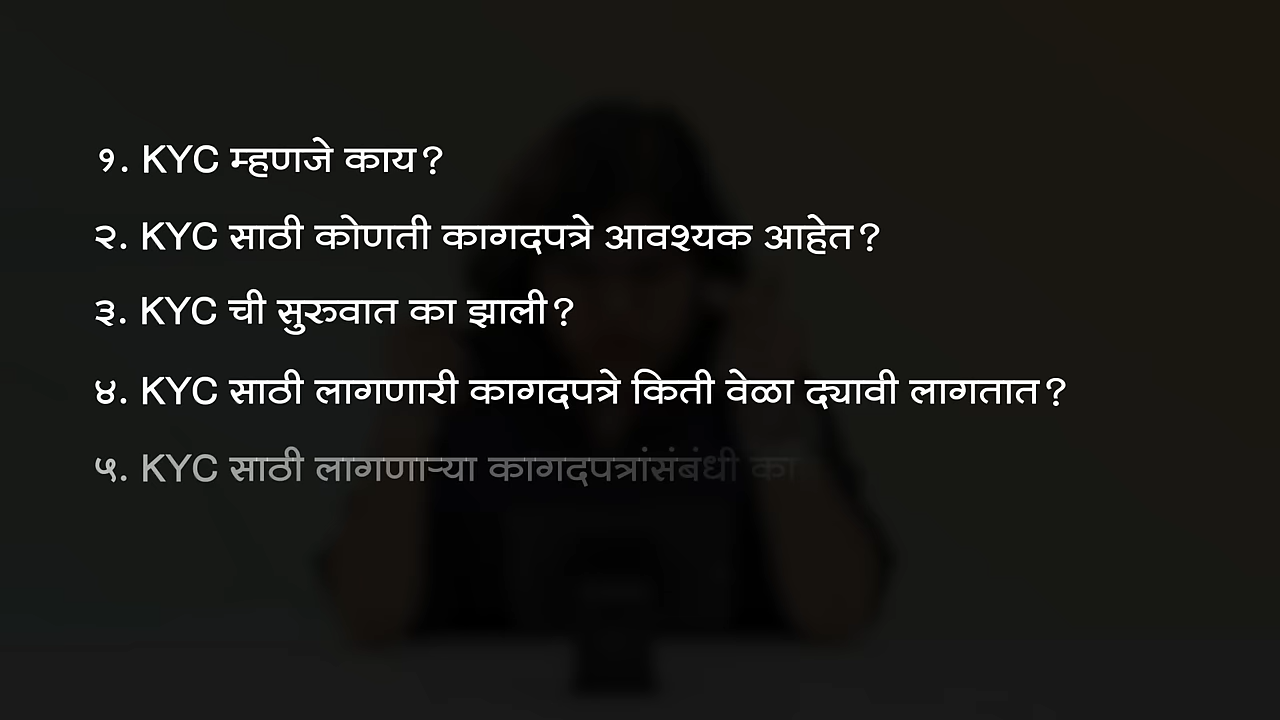 १. KYC म्हणजे काय?
२. KYC साठी कोणती कागदपत्रे आवश्यक आहेत?
३. KYC ची सुरुवात का झाली?
४. KYC साठी लागणारी कागदपत्रे किती वेळा द्यावी लागतात?
५. KYC साठी लागणाऱ्या कागदपत्रांसंबंधी